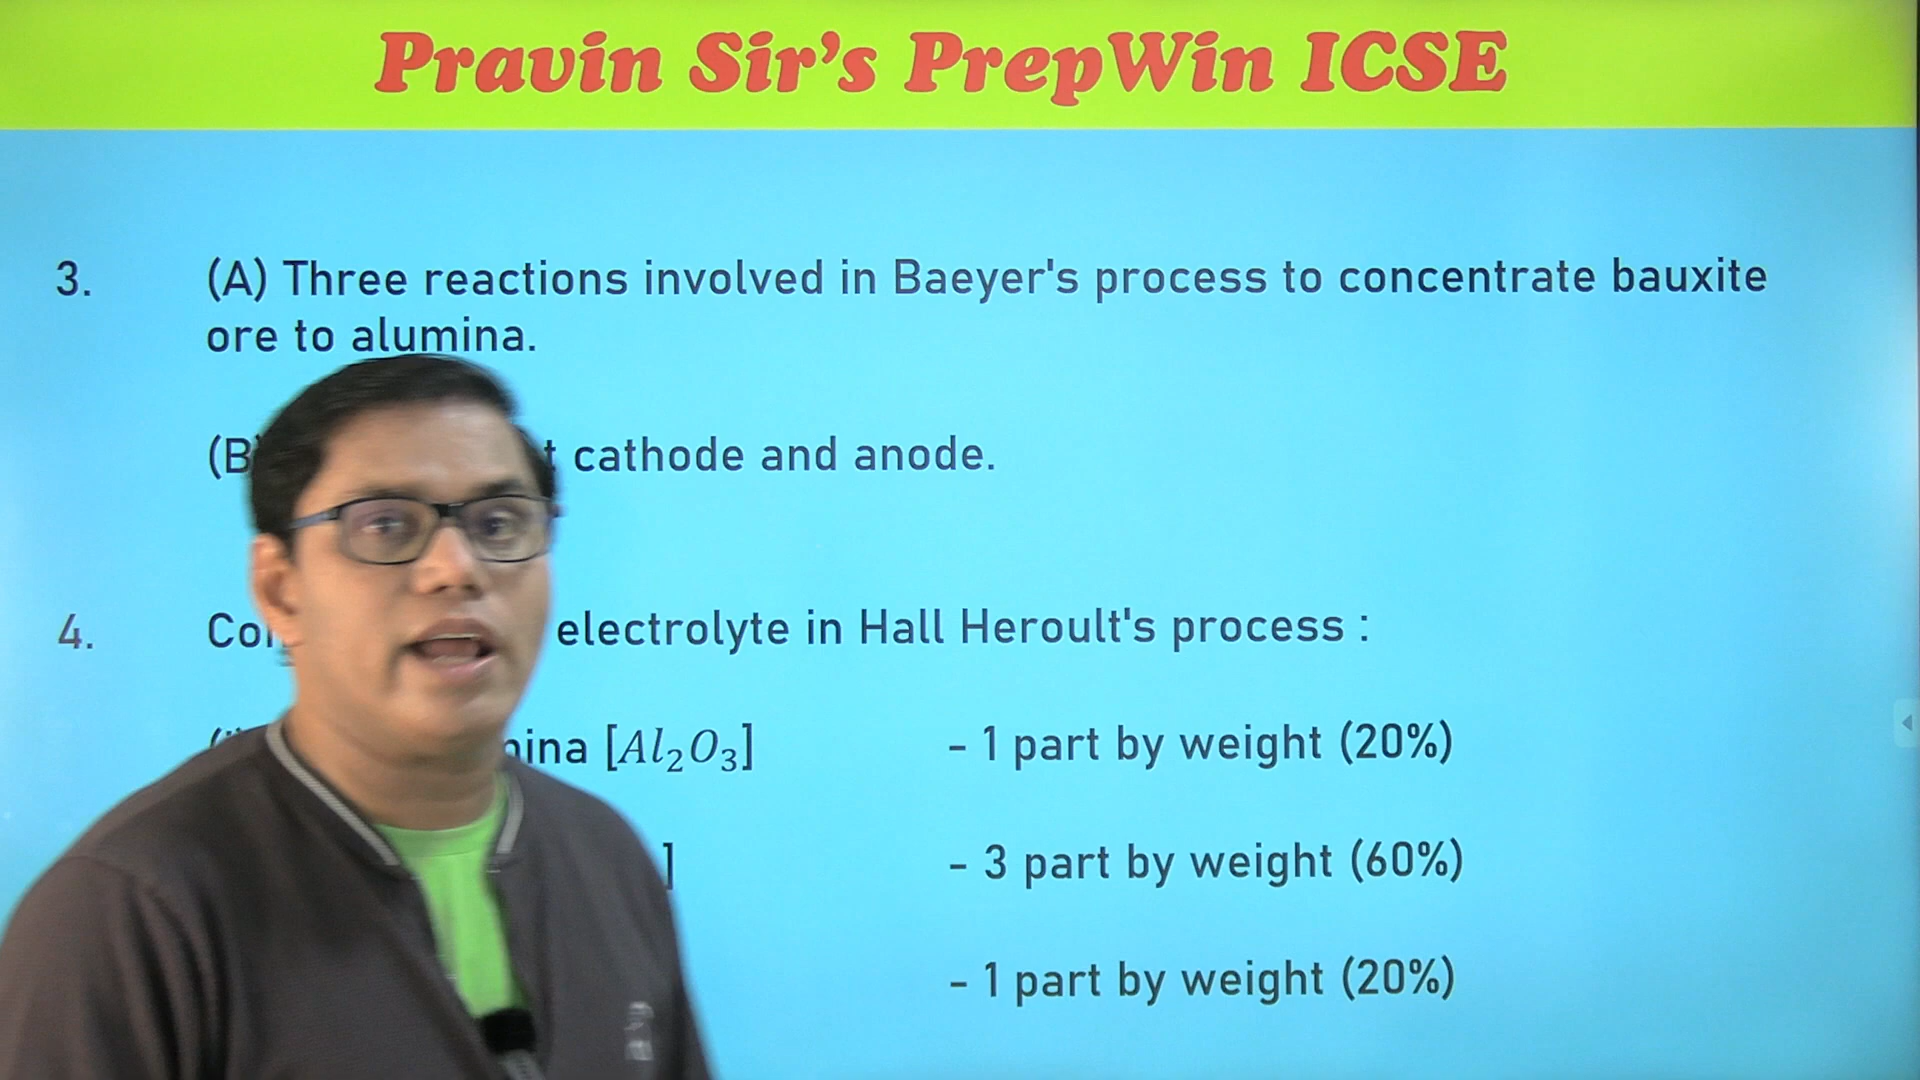 Pravin Sir's PrepWin ICSE
3. (A) Three reactions involved in Baeyer's process to concentrate bauxite
ore to alumina.
(B) cathode and anode.
4. electrolyte in Hall Heroult's process :
[Al₂O₃] - 1 part by weight (20%)
] - 3 part by weight (60%)
- 1 part by weight (20%)